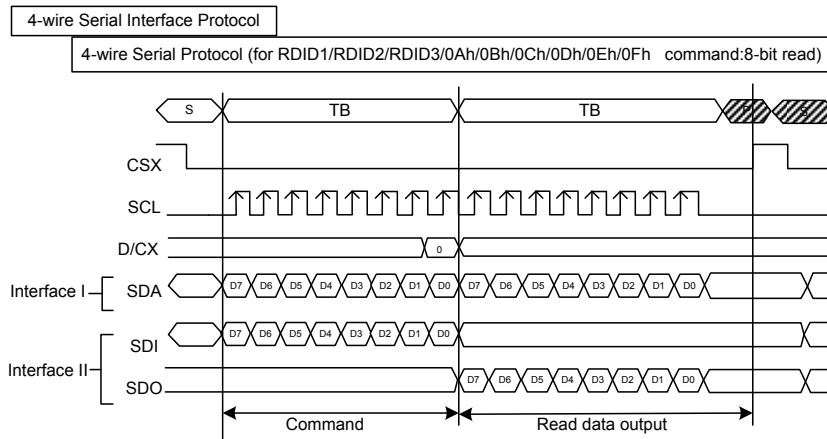 4-wire Serial Interface Protocol
4-wire Serial Protocol (for RDID1/RDID2/RDID3/0Ah/0Bh/0Ch/0Dh/0Eh/0Fh command:8-bit read)
S TB TB P S
CSX
SCL
D/CX 0
Interface I SDA D7 D6 D5 D4 D3 D2 D1 D0 D7 D6 D5 D4 D3 D2 D1 D0
SDI D7 D6 D5 D4 D3 D2 D1 D0
Interface II
SDO D7 D6 D5 D4 D3 D2 D1 D0
Command Read data output